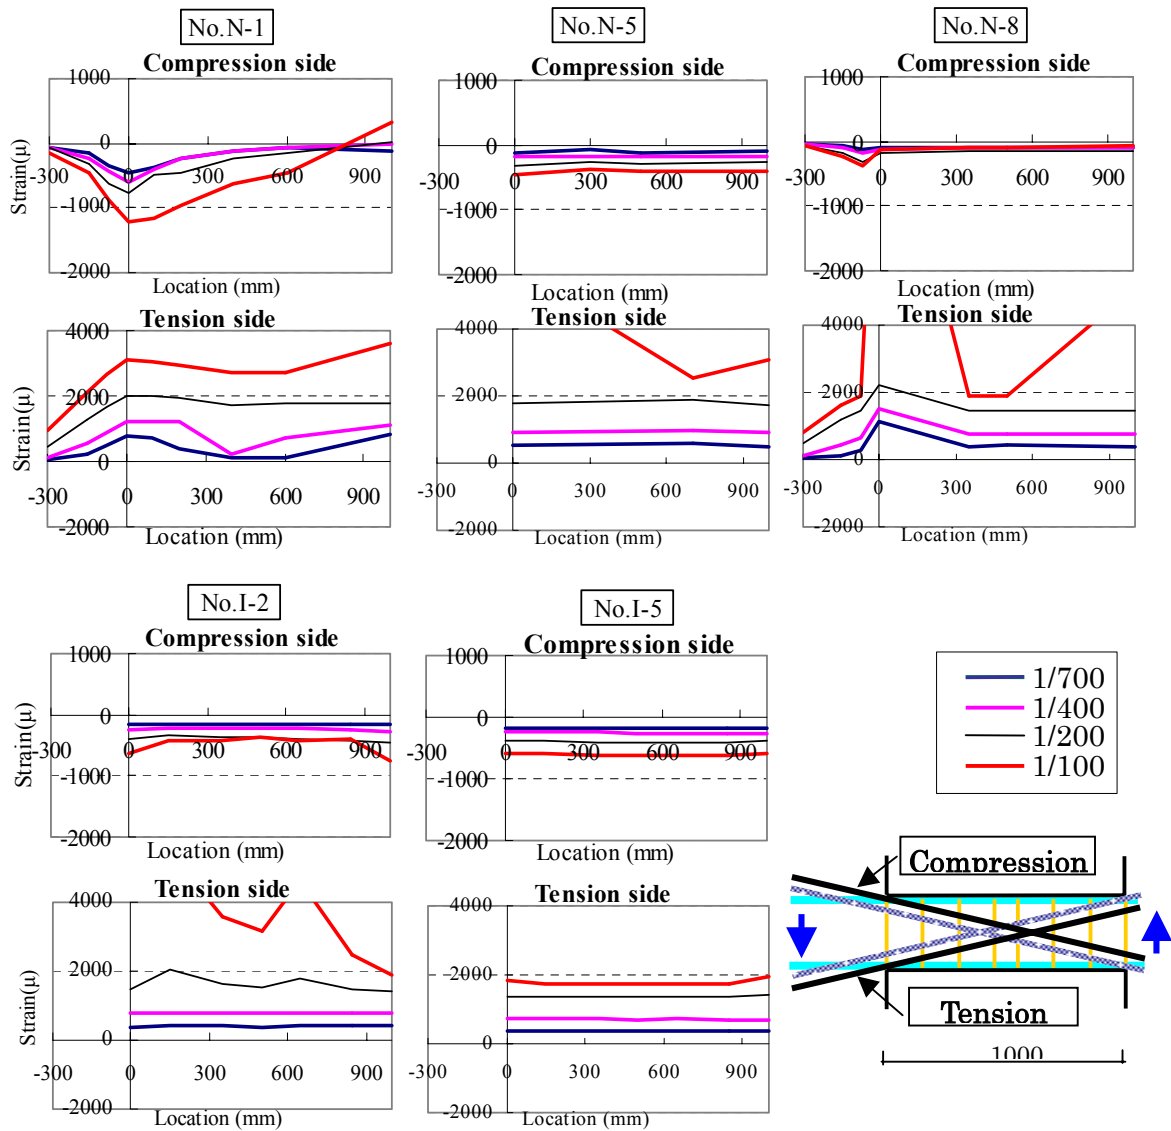 No.N-1
Compression side
1000
0
-300 0 300 600 900
-1000
-2000
Strain(μ)
Location (mm)
Tension side
4000
2000
0
-300 0 300 600 900
-2000
Strain(μ)
Location (mm)
No.N-5
Compression side
1000
0
-300 0 300 600 900
-1000
-2000
Location (mm)
Tension side
4000
2000
0
-300 0 300 600 900
-2000
Location (mm)
No.N-8
Compression side
1000
0
-300 0 300 600 900
-1000
-2000
Location (mm)
Tension side
4000
2000
0
-300 0 300 600 900
-2000
Location (mm)
No.I-2
Compression side
1000
0
-300 0 300 600 900
-1000
-2000
Strain(μ)
Location (mm)
Tension side
4000
2000
0
-300 0 300 600 900
-2000
Strain(μ)
Location (mm)
No.I-5
Compression side
1000
0
-300 0 300 600 900
-1000
-2000
Location (mm)
Tension side
4000
2000
0
-300 0 300 600 900
-2000
Location (mm)
1/700
1/400
1/200
1/100
Compression
Tension
1000